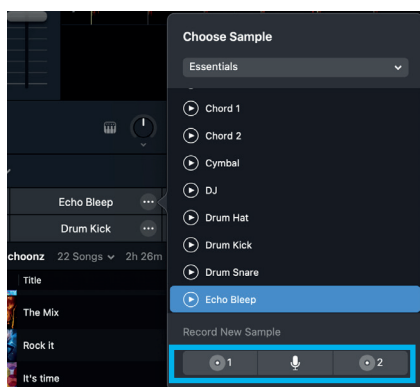 Choose Sample
Essentials
Chord 1
Chord 2
Cymbal
DJ
Drum Hat
Drum Kick
Drum Snare
Echo Bleep
Record New Sample
1
2
Echo Bleep
Drum Kick
choonz 22 Songs 2h 26m
Title
The Mix
Rock it
It's time